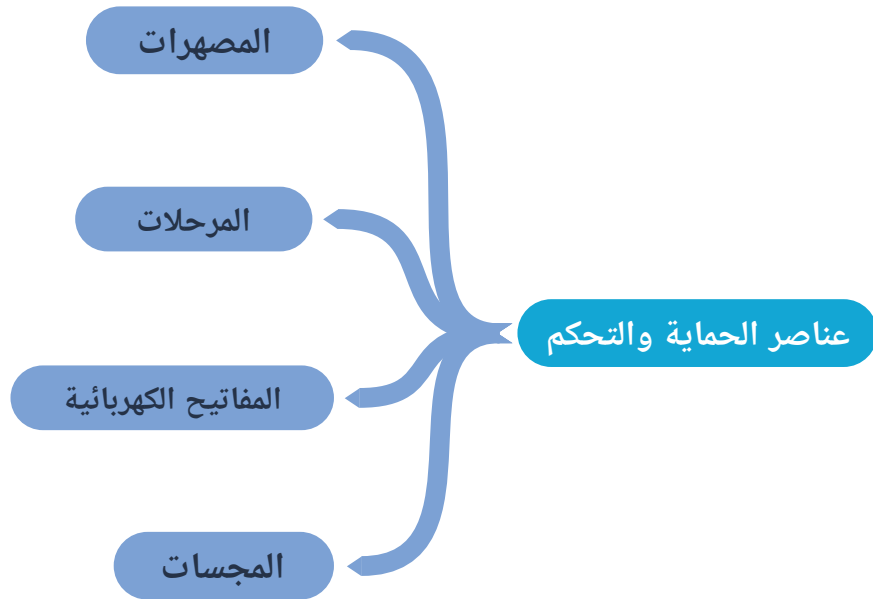 عناصر الحماية والتحكم
المصهرات
المرحلات
المفاتيح الكهربائية
المجسات